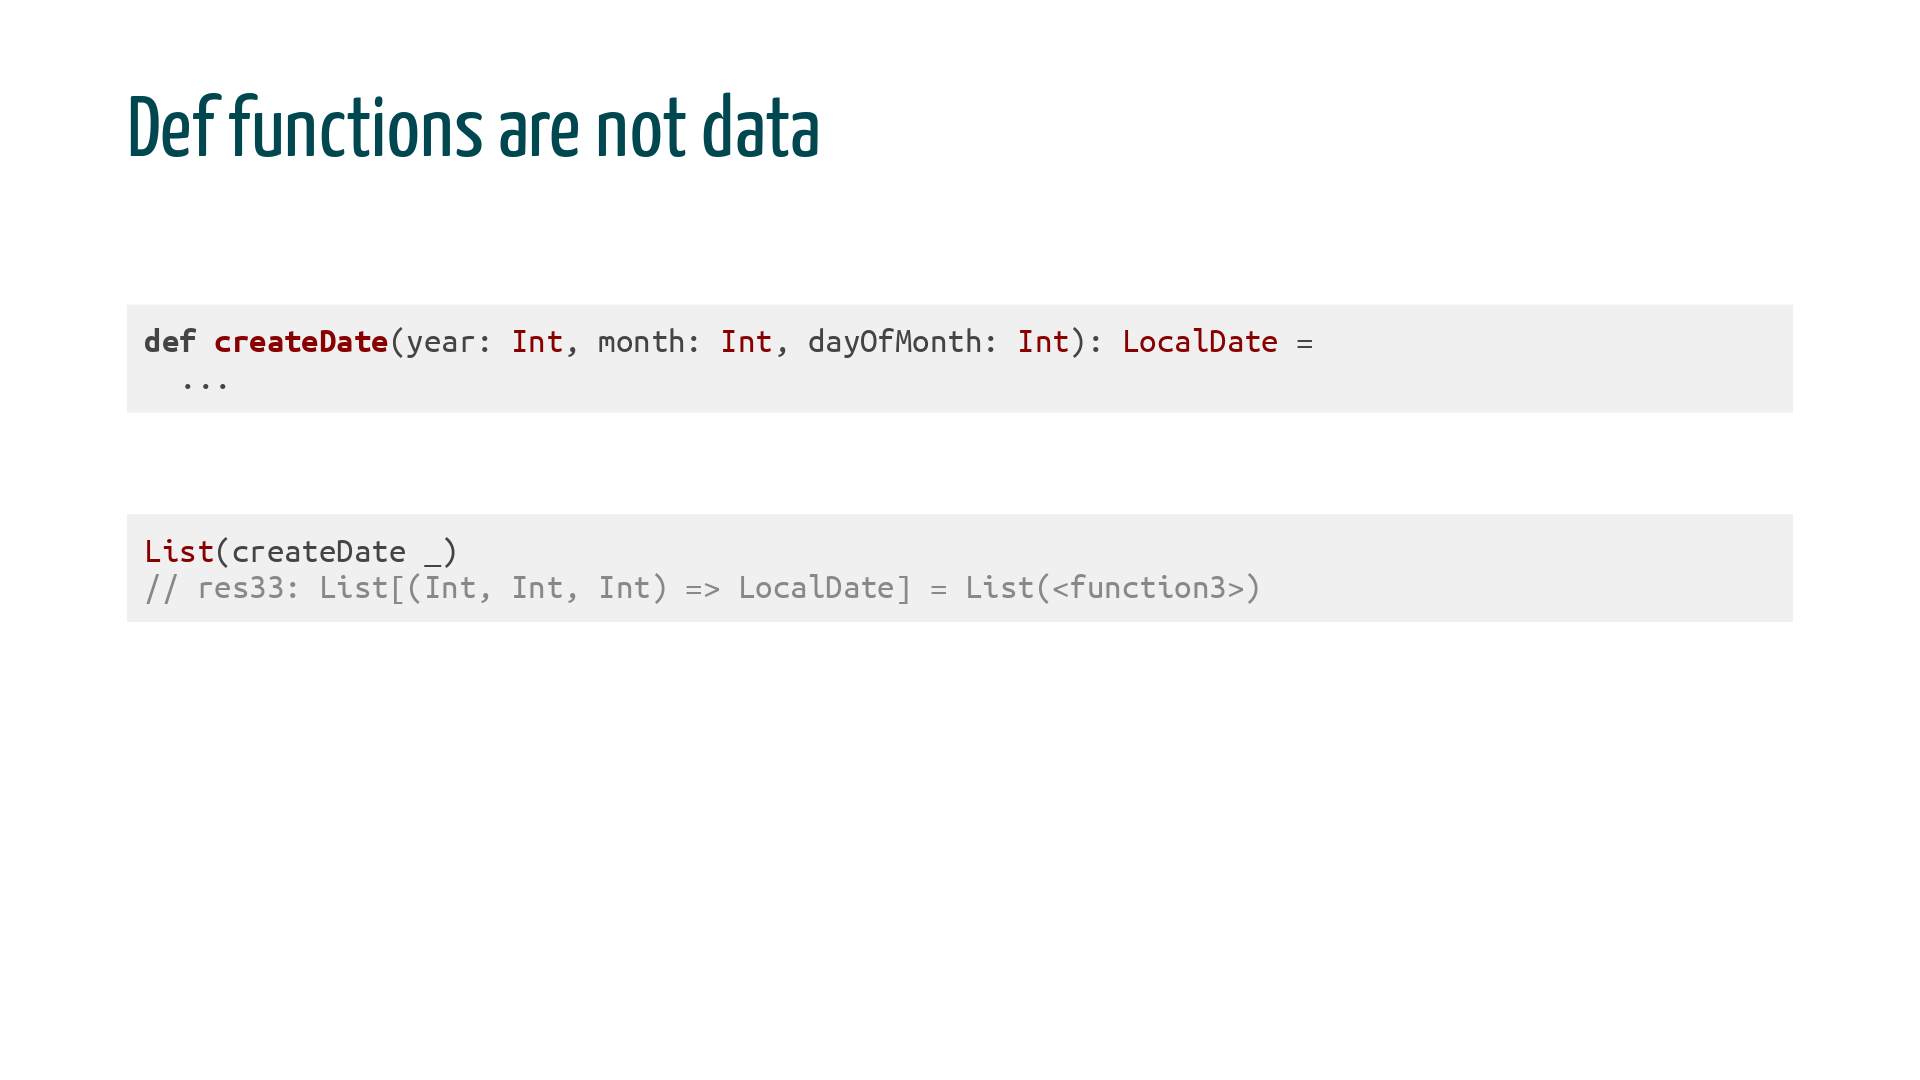 Def functions are not data
def createDate(year: Int, month: Int, dayOfMonth: Int): LocalDate =
  ...
List(createDate _)
// res33: List[(Int, Int, Int) => LocalDate] = List(<function3>)